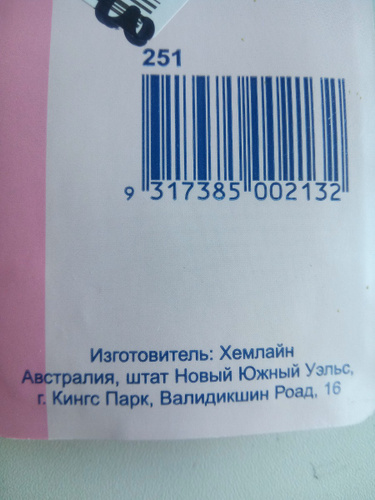 251
9 317385 002132
Изготовитель: Хемлайн
Австралия, штат Новый Южный Уэльс,
г. Кингс Парк, Валидикшин Роад, 16